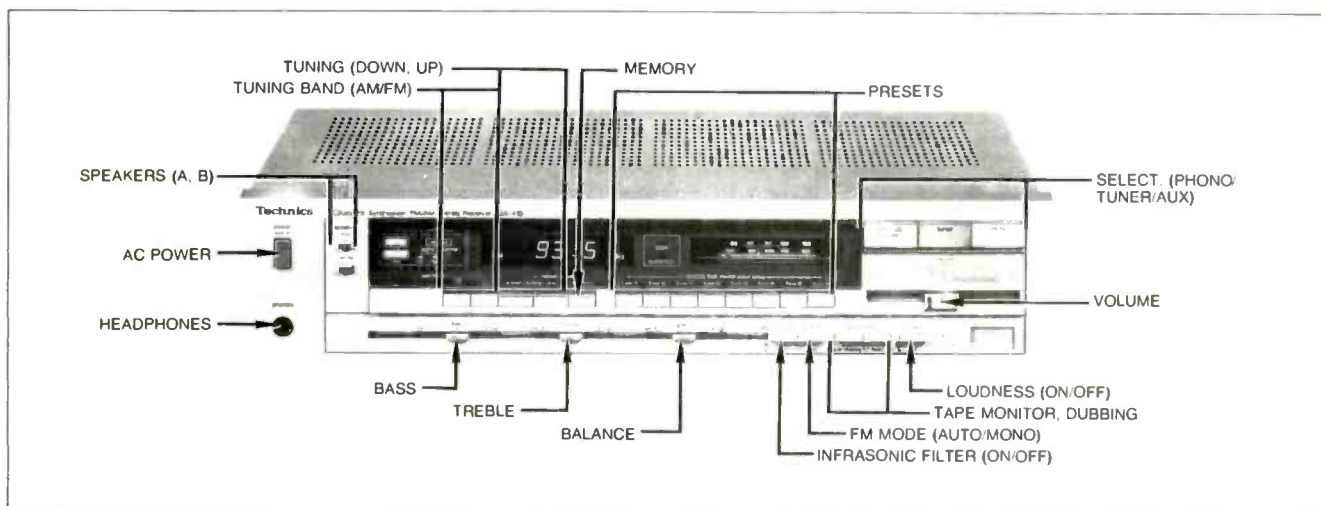 TUNING (DOWN, UP)
TUNING BAND (AM/FM)
MEMORY
PRESETS
SPEAKERS (A, B)
SELECT. (PHONO/
TUNER/AUX)
Technics
AC POWER
93.5
VOLUME
HEADPHONES
BASS
TREBLE
BALANCE
LOUDNESS (ON/OFF)
TAPE MONITOR, DUBBING
FM MODE (AUTO/MONO)
INFRASONIC FILTER (ON/OFF)